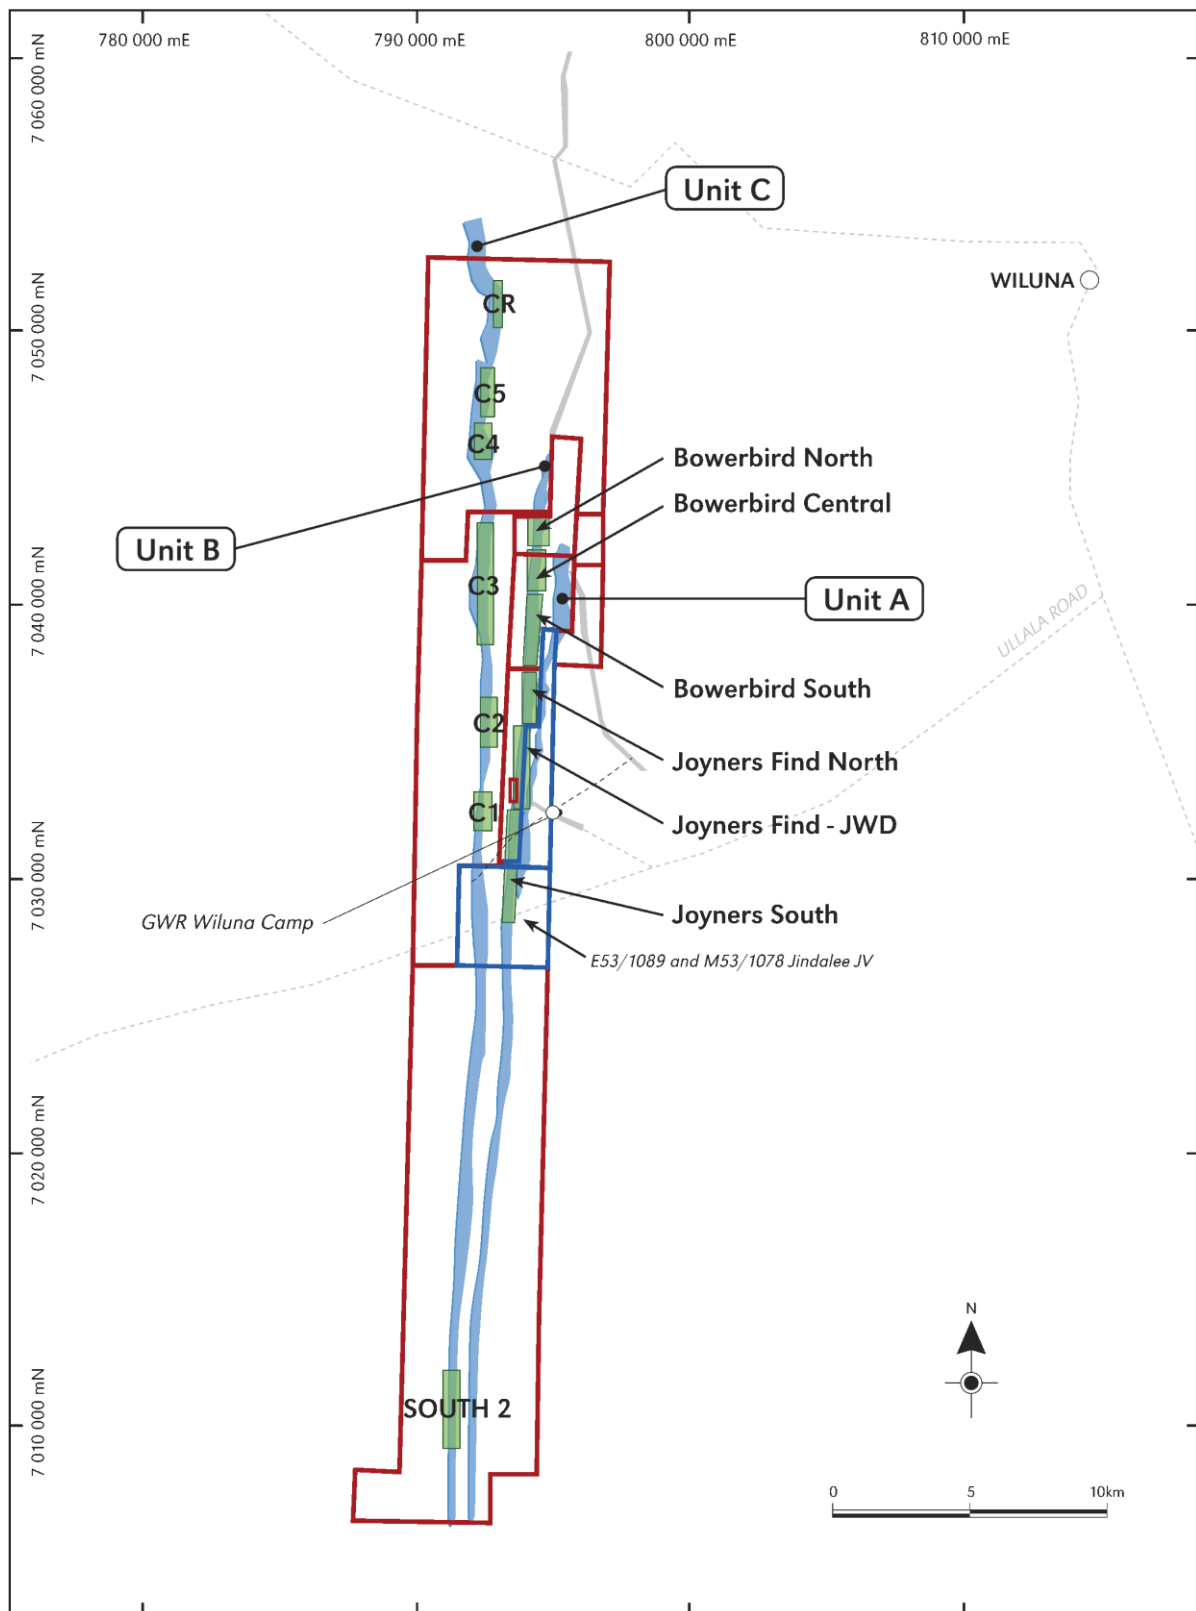 780 000 mE
790 000 mE
800 000 mE
810 000 mE
7 060 000 mN
Unit C
WILUNA
CR
7 050 000 mN
C5
C4
Bowerbird North
Bowerbird Central
Unit B
C3
Unit A
7 040 000 mN
ULLALA ROAD
Bowerbird South
C2
Joyners Find North
C1
Joyners Find - JWD
7 030 000 mN
Joyners South
GWR Wiluna Camp
E53/1089 and M53/1078 Jindalee JV
7 020 000 mN
N
SOUTH 2
7 010 000 mN
0 5 10km